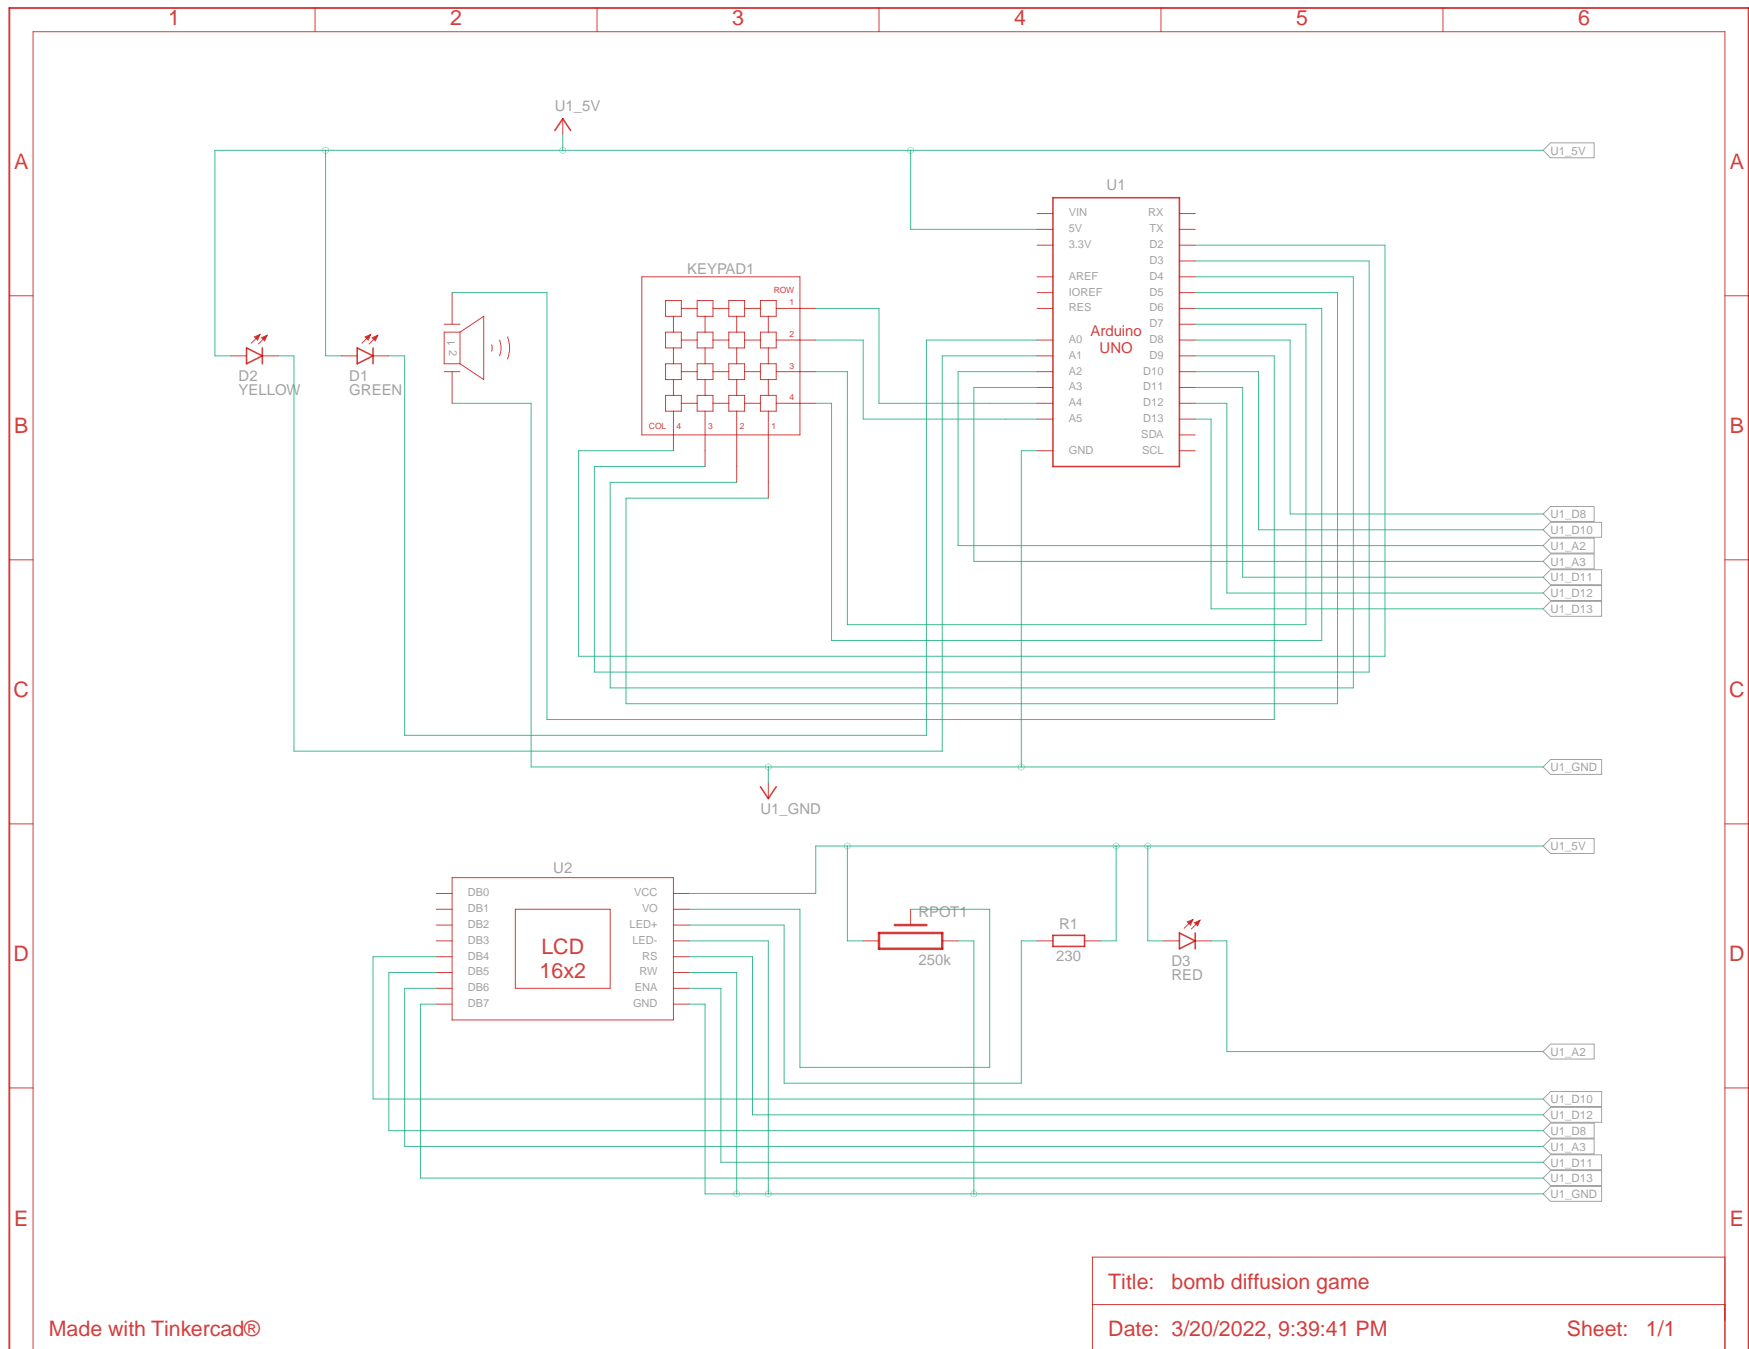 1 2 3 4 5 6
A A
B B
C C
D D
E E
U1_5V
U1_5V
U1
VIN RX
5V TX
3.3V D2
D3
AREF D4
IOREF D5
RES D6
D7
A0 D8
A1 D9
A2 D10
A3 D11
A4 D12
A5 D13
SDA
GND SCL
Arduino
UNO
KEYPAD1
ROW
1
2
3
4
COL 4 3 2 1
1 2
D2
YELLOW
D1
GREEN
U1_D8
U1_D10
U1_A2
U1_A3
U1_D11
U1_D12
U1_D13
U1_GND
U1_GND
U1_5V
U2
DB0 VCC
DB1 VO
DB2 LED+
DB3 LED-
DB4 RS
DB5 RW
DB6 ENA
DB7 GND
LCD
16x2
RPOT1
250k
R1
230
D3
RED
U1_A2
U1_D10
U1_D12
U1_D8
U1_A3
U1_D11
U1_D13
U1_GND
Title: bomb diffusion game
Made with Tinkercad®
Date: 3/20/2022, 9:39:41 PM Sheet: 1/1